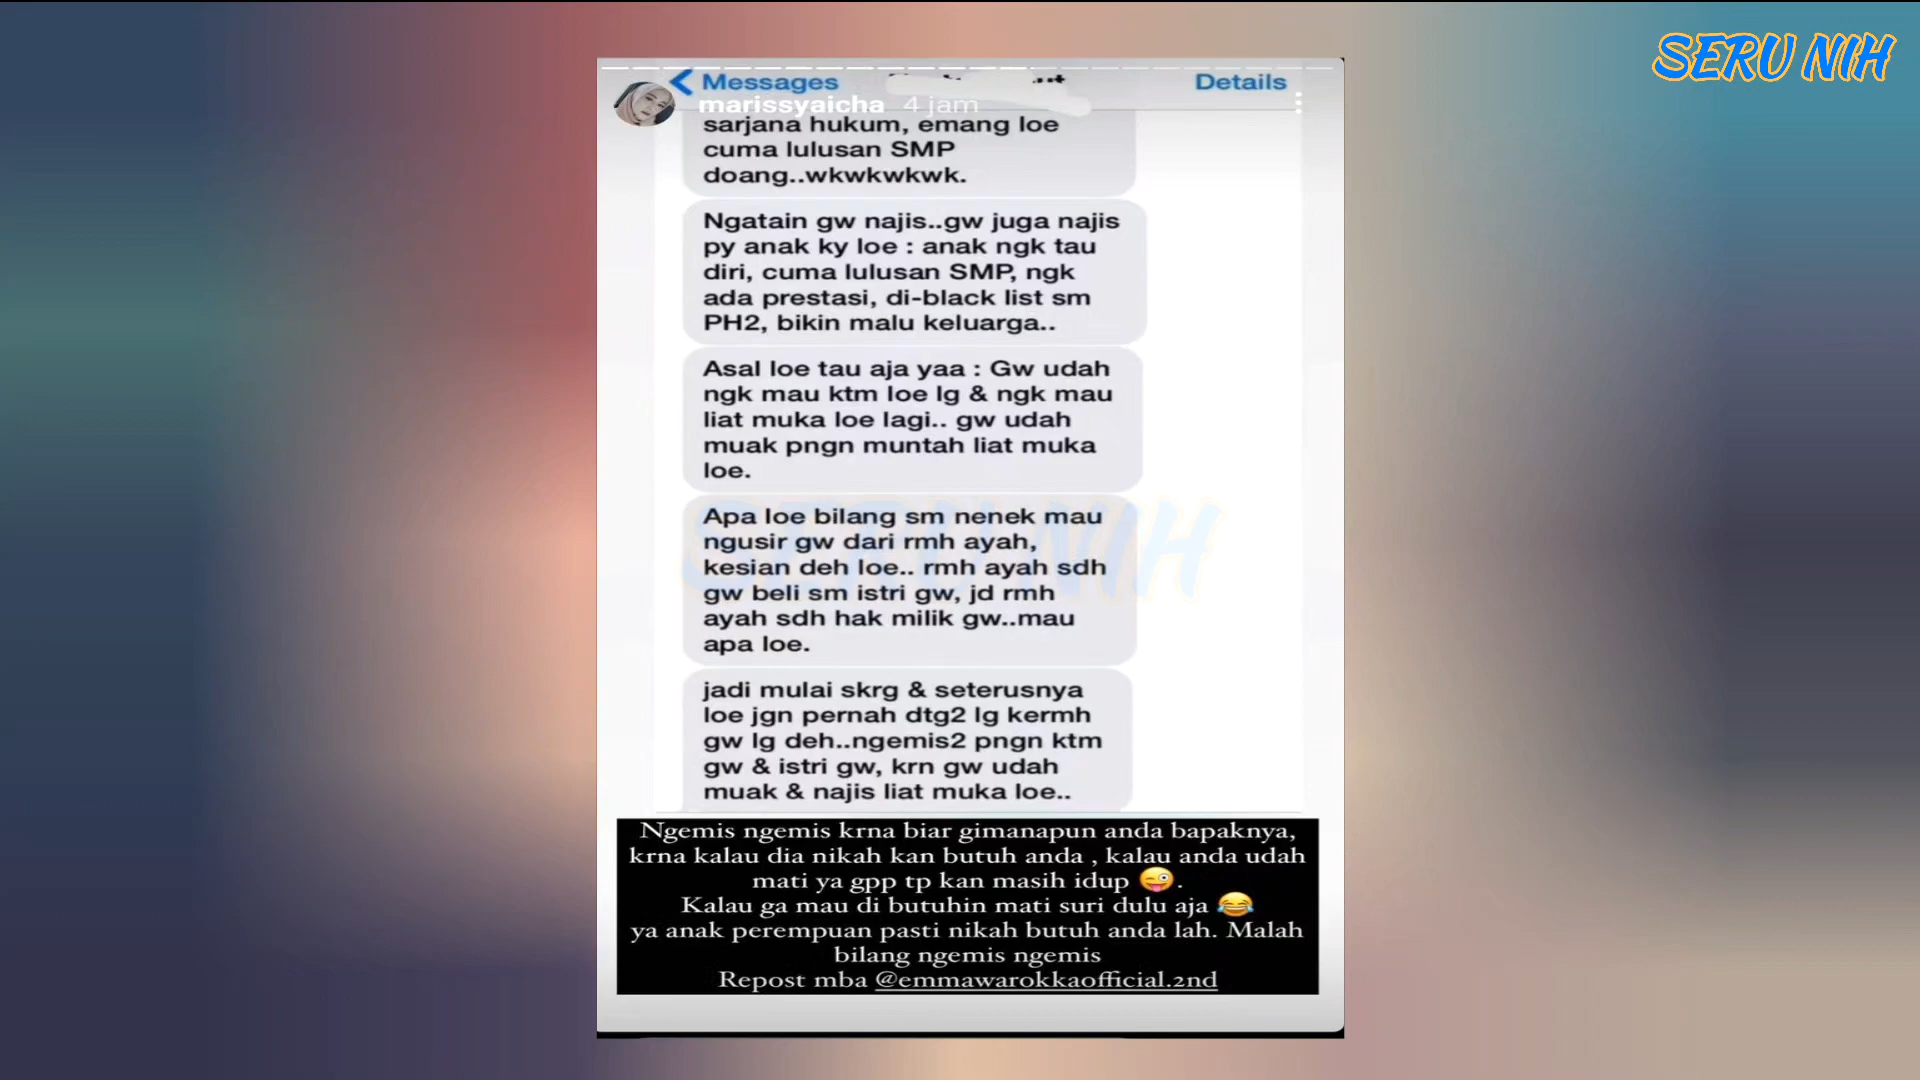 SERU NIH
Messages
Details
marissyaicha 4 jam
sarjana hukum, emang loe
cuma lulusan SMP
doang..wkwkwkwk.
Ngatain gw najis..gw juga najis
py anak ky loe : anak ngk tau
diri, cuma lulusan SMP, ngk
ada prestasi, di-black list sm
PH2, bikin malu keluarga..
Asal loe tau aja yaa : Gw udah
ngk mau ktm loe lg & ngk mau
liat muka loe lagi.. gw udah
muak pngn muntah liat muka
loe.
Apa loe bilang sm nenek mau
ngusir gw dari rmh ayah,
kesian deh loe.. rmh ayah sdh
gw beli sm istri gw, jd rmh
ayah sdh hak milik gw..mau
apa loe.
SERU NIH
jadi mulai skrg & seterusnya
loe jgn pernah dtg2 lg kermh
gw lg deh..ngemis2 pngn ktm
gw & istri gw, krn gw udah
muak & najis liat muka loe..
Ngemis ngemis krna biar gimanapun anda bapaknya,
krna kalau dia nikah kan butuh anda , kalau anda udah
mati ya gpp tp kan masih idup 😜.
Kalau ga mau di butuhin mati suri dulu aja 😂
ya anak perempuan pasti nikah butuh anda lah. Malah
bilang ngemis ngemis
Repost mba @emmawarokkaofficial.2nd